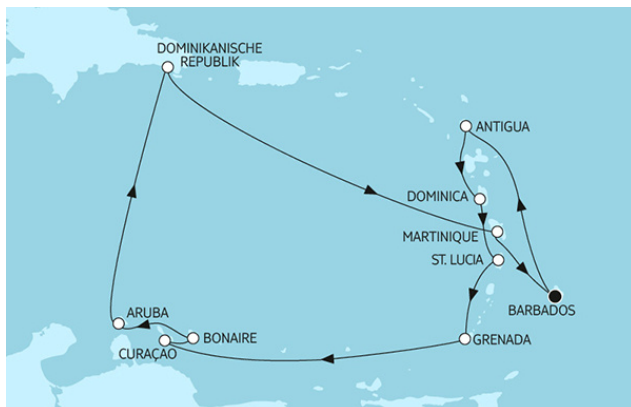 DOMINIKANISCHE
REPUBLIK
ANTIGUA
DOMINICA
MARTINIQUE
ST. LUCIA
BARBADOS
ARUBA
BONAIRE
CURAÇAO
GRENADA